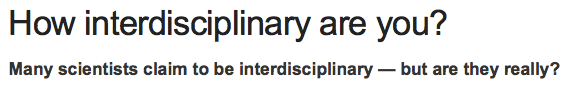 How interdisciplinary are you?
Many scientists claim to be interdisciplinary — but are they really?